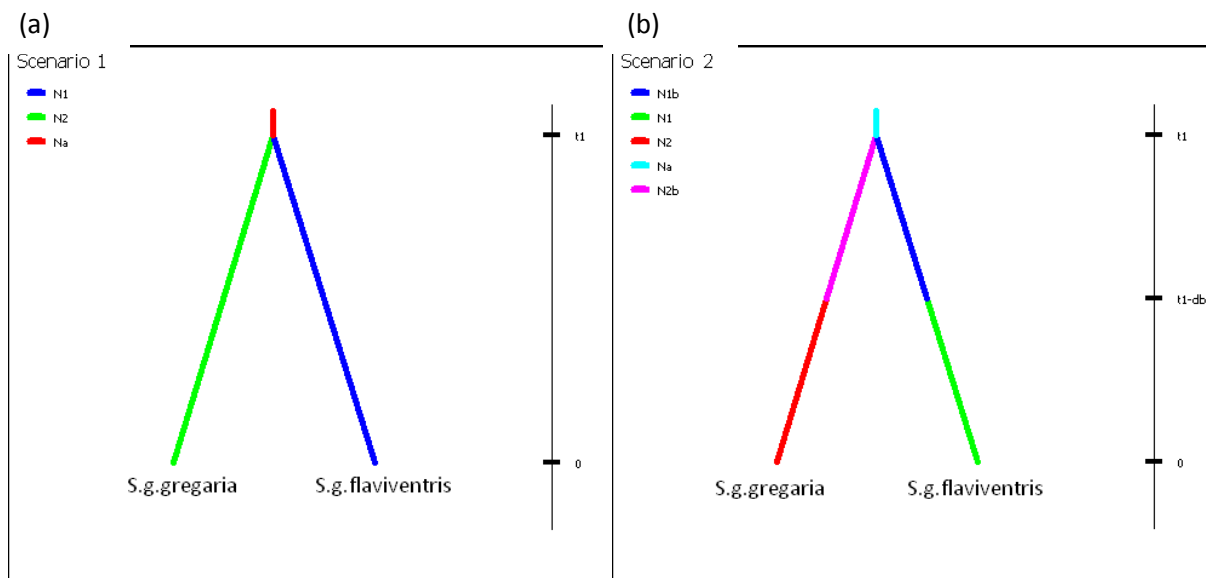 (a)
Scenario 1
N1
N2
Na
t1
0
S.g.gregaria
S.g.flaviventris
(b)
Scenario 2
N1b
N1
N2
Na
N2b
t1
t1-db
0
S.g.gregaria
S.g.flaviventris